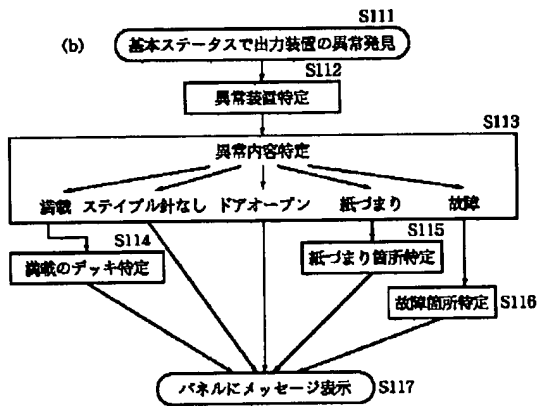 S111
(b) 基本ステータスで出力装置の異常発見
S112
異常装置特定
S113
異常内容特定
満載 ステイプル針なし ドアオープン 紙づまり 故障
S114
満載のデッキ特定
S115
紙づまり箇所特定
故障箇所特定 S116
パネルにメッセージ表示 S117